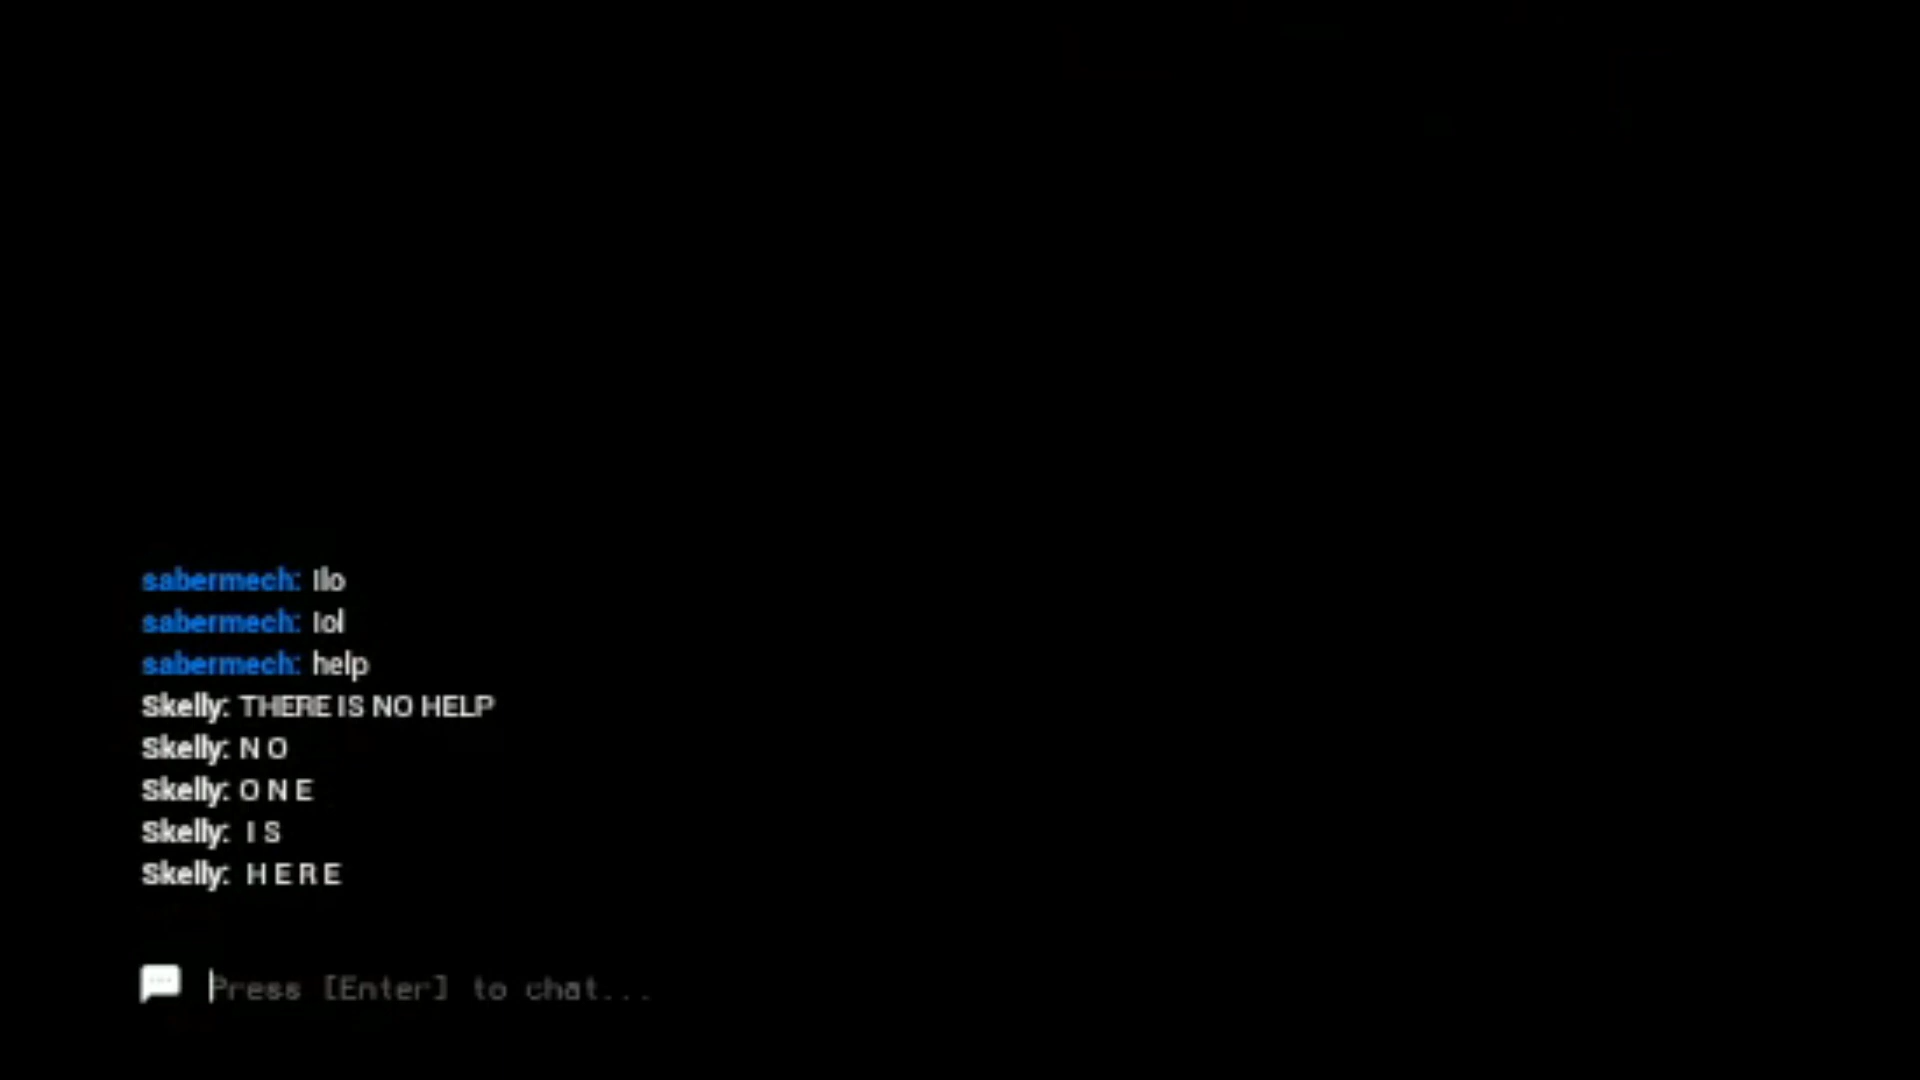 sabermech: llo
sabermech: lol
sabermech: help
Skelly: THERE IS NO HELP
Skelly: N O
Skelly: O N E
Skelly: I S
Skelly: H E R E
Press [Enter] to chat...